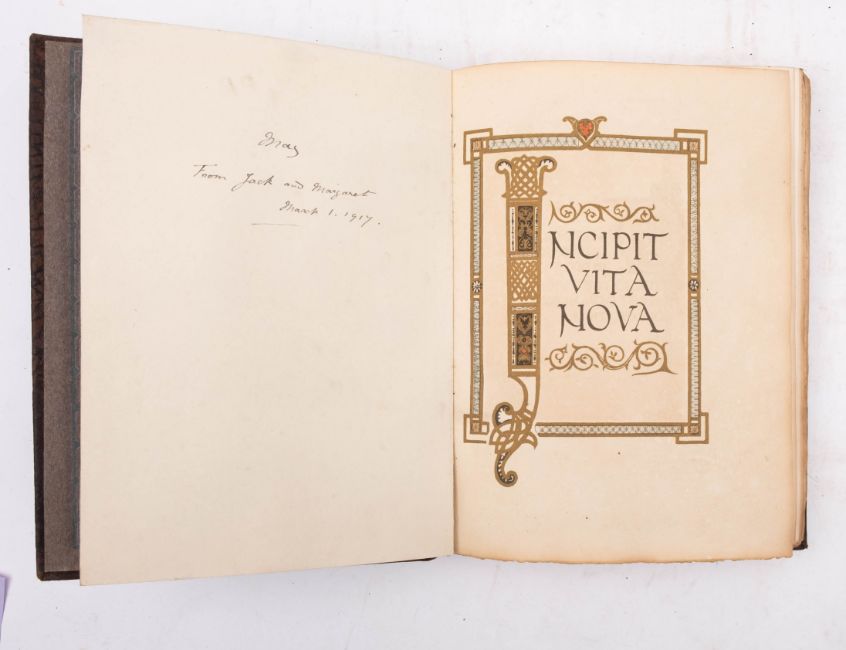 May
From Jack and Margaret
March 1. 1917.
INCIPIT
VITA
NOVA